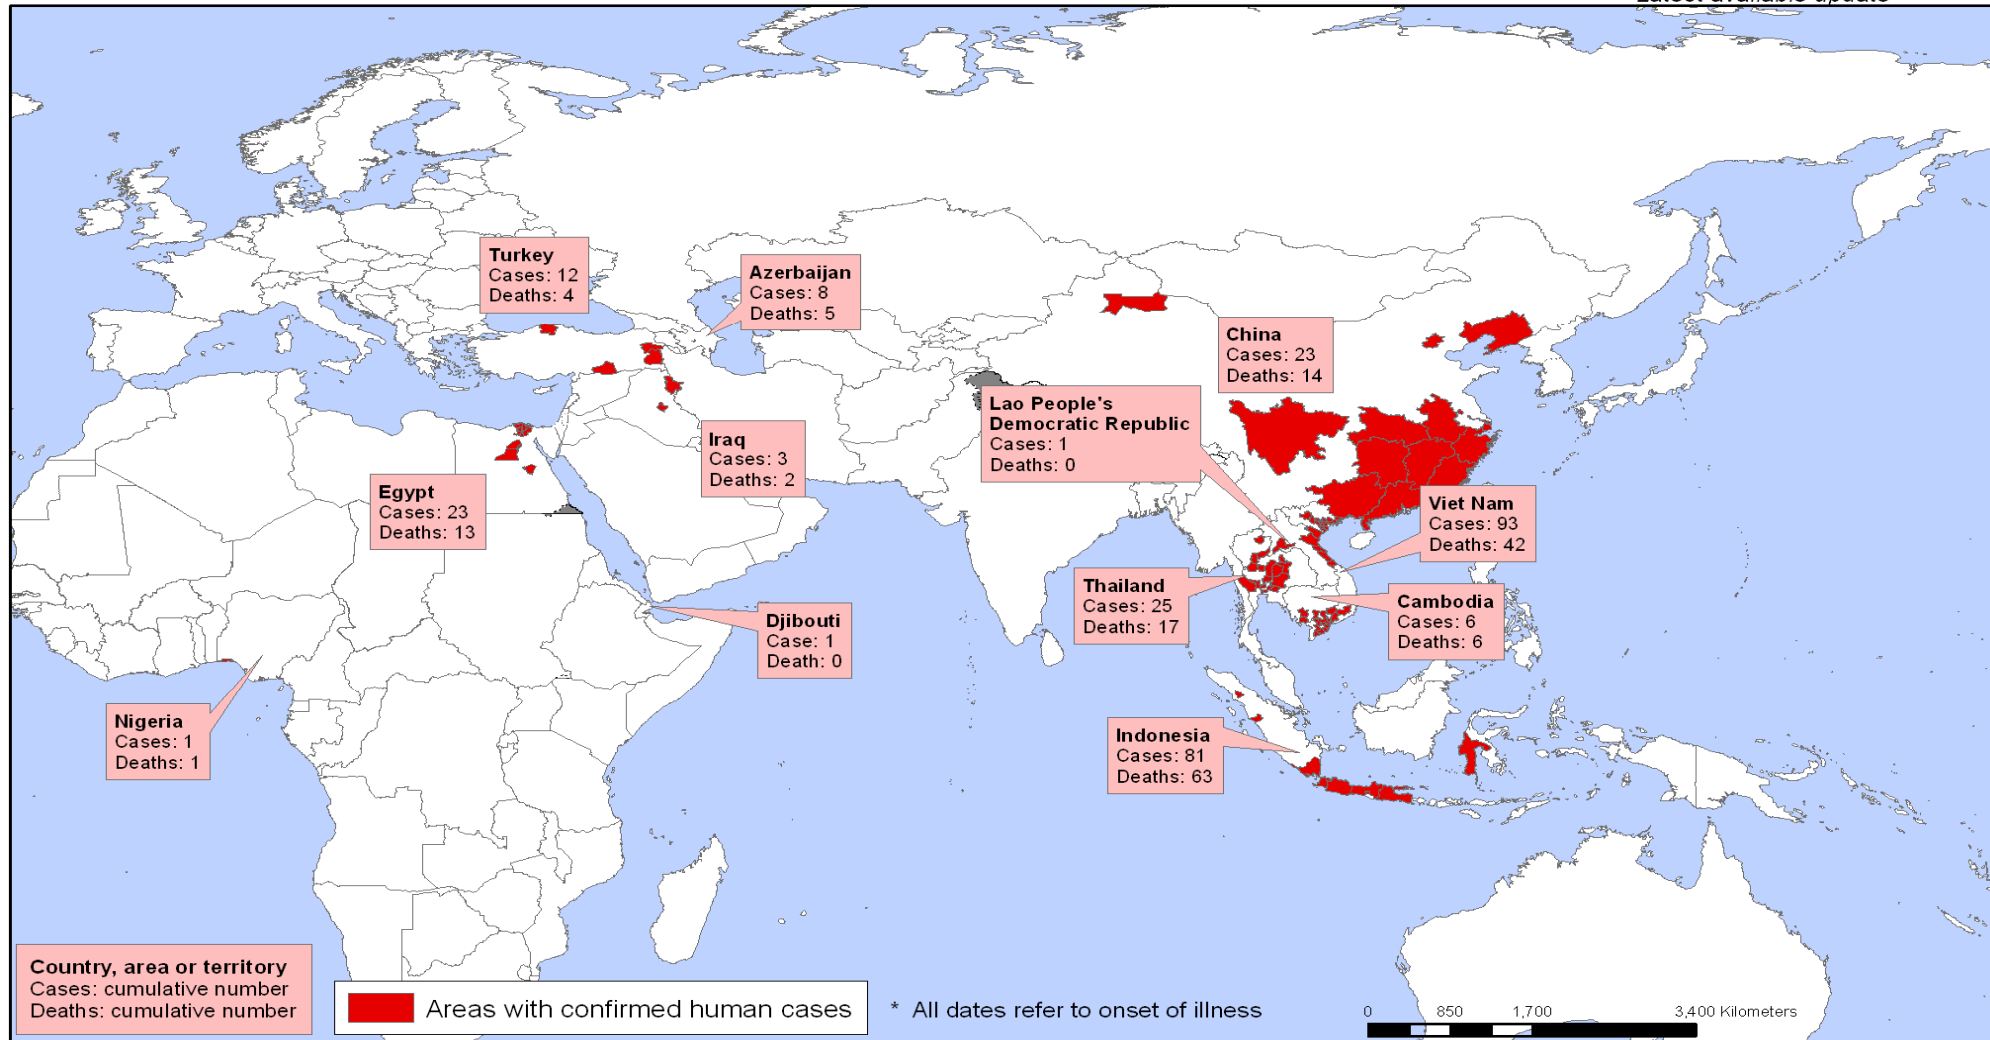 Latest available update
Turkey
Cases: 12
Deaths: 4
Azerbaijan
Cases: 8
Deaths: 5
China
Cases: 23
Deaths: 14
Lao People's
Democratic Republic
Cases: 1
Deaths: 0
Iraq
Cases: 3
Deaths: 2
Egypt
Cases: 23
Deaths: 13
Viet Nam
Cases: 93
Deaths: 42
Thailand
Cases: 25
Deaths: 17
Cambodia
Cases: 6
Deaths: 6
Djibouti
Case: 1
Death: 0
Nigeria
Cases: 1
Deaths: 1
Indonesia
Cases: 81
Deaths: 63
Country, area or territory
Cases: cumulative number
Deaths: cumulative number
Areas with confirmed human cases
* All dates refer to onset of illness
0 850 1,700 3,400 Kilometers